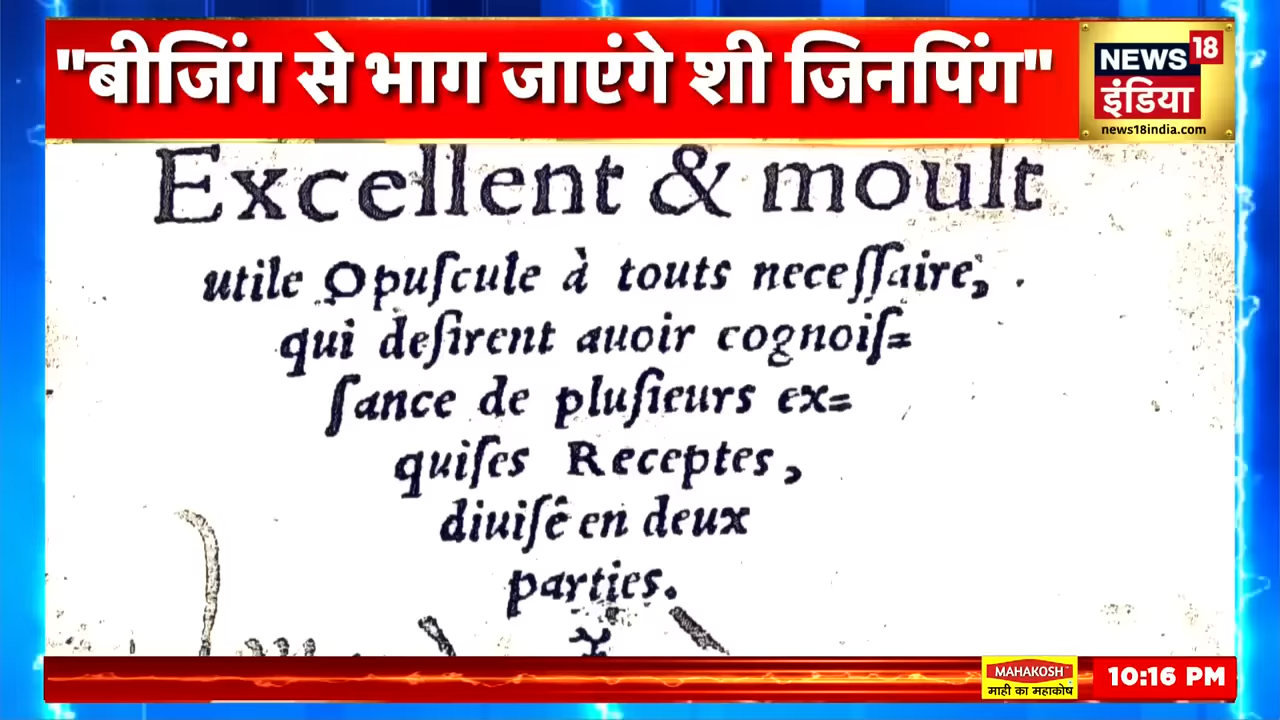 "बीजिंग से भाग जाएंगे शी जिनपिंग"
NEWS 18
इंडिया
news18india.com
Excellent & moult
utile Opuſcule à touts neceſſaire, .
qui deſirent auoir cognoiſ=
ſance de pluſieurs ex=
quiſes Receptes,
diuiſé en deux
parties.
MAHAKOSH
माही का महाकोष
10:16 PM